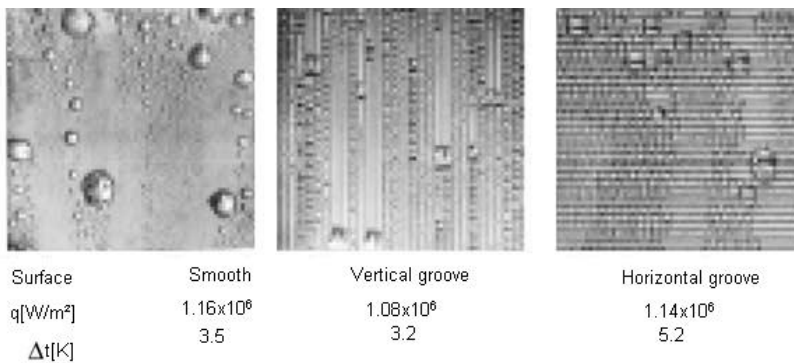 Surface Smooth Vertical groove Horizontal groove
q[W/m²] 1.16x10⁶ 1.08x10⁶ 1.14x10⁶
Δt[K] 3.5 3.2 5.2